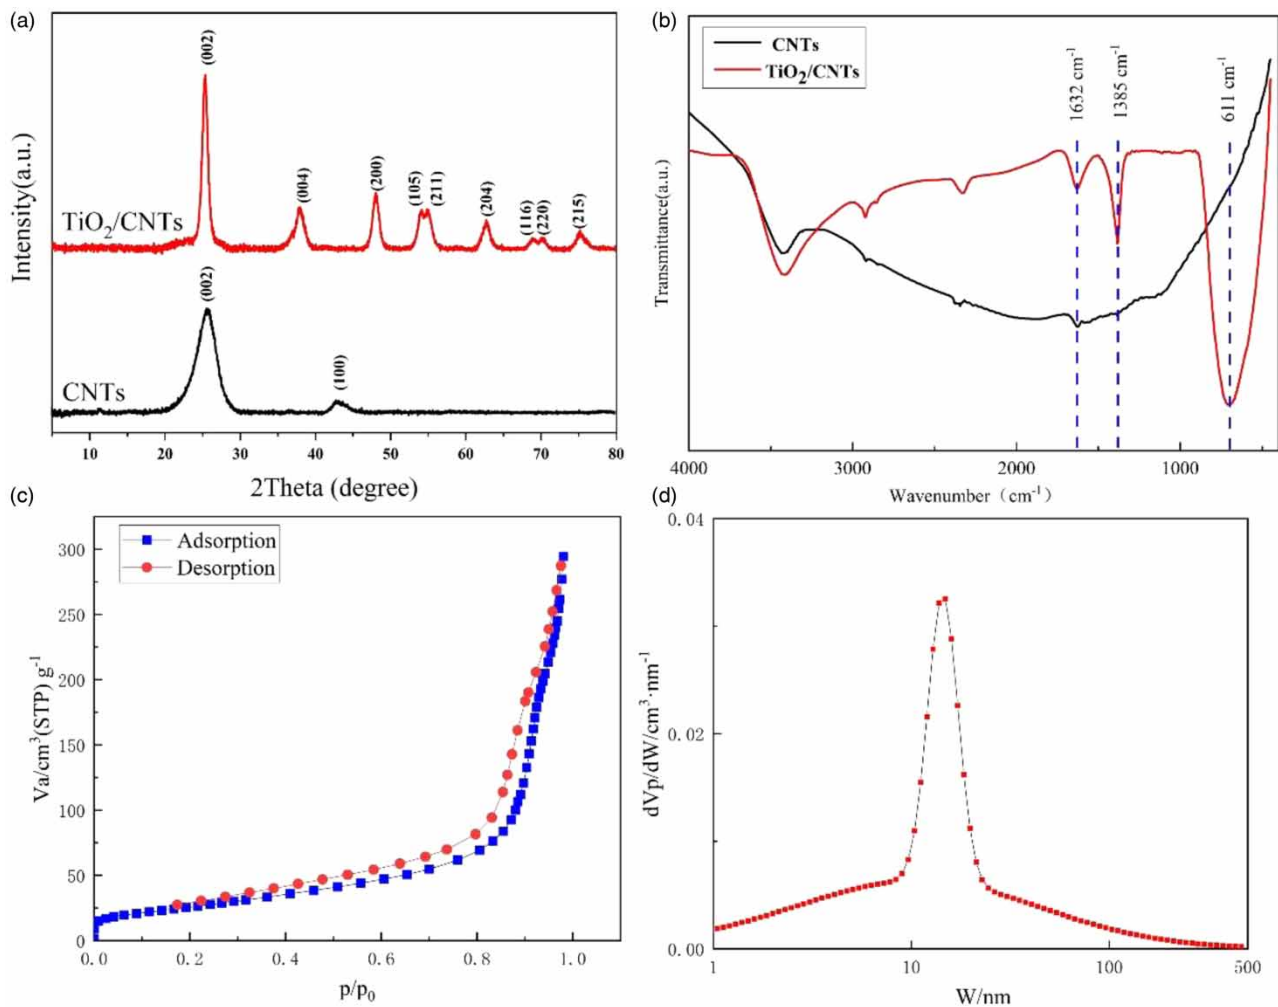 (a)
Intensity(a.u.)
(002)
(004)
(200)
(105)
(211)
(204)
(116)
(220)
(215)
TiO2/CNTs
(002)
(100)
CNTs
10 20 30 40 50 60 70 80
2Theta (degree)
(b)
CNTs
TiO2/CNTs
1632 cm-1
1385 cm-1
611 cm-1
Transmittance(a.u.)
4000 3000 2000 1000
Wavenumber (cm-1)
(c)
Adsorption
Desorption
Va/cm3(STP) g-1
300
250
200
150
100
50
0
0.0 0.2 0.4 0.6 0.8 1.0
p/p0
(d)
dVp/dW/cm3·nm-1
0.04
0.02
0.00
1 10 100 500
W/nm